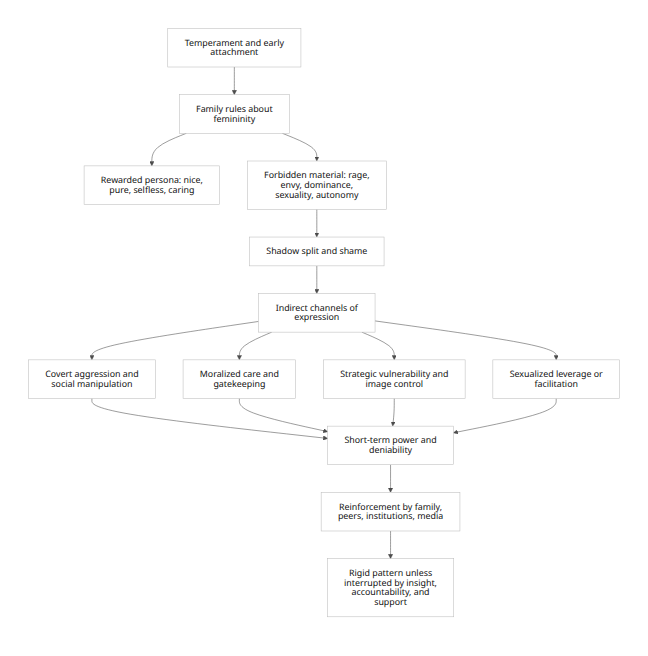 Temperament and early
attachment
Family rules about
femininity
Rewarded persona: nice,
pure, selfless, caring
Forbidden material: rage,
envy, dominance,
sexuality, autonomy
Shadow split and shame
Indirect channels of
expression
Covert aggression and
social manipulation
Moralized care and
gatekeeping
Strategic vulnerability and
image control
Sexualized leverage or
facilitation
Short-term power and
deniability
Reinforcement by family,
peers, institutions, media
Rigid pattern unless
interrupted by insight,
accountability, and
support